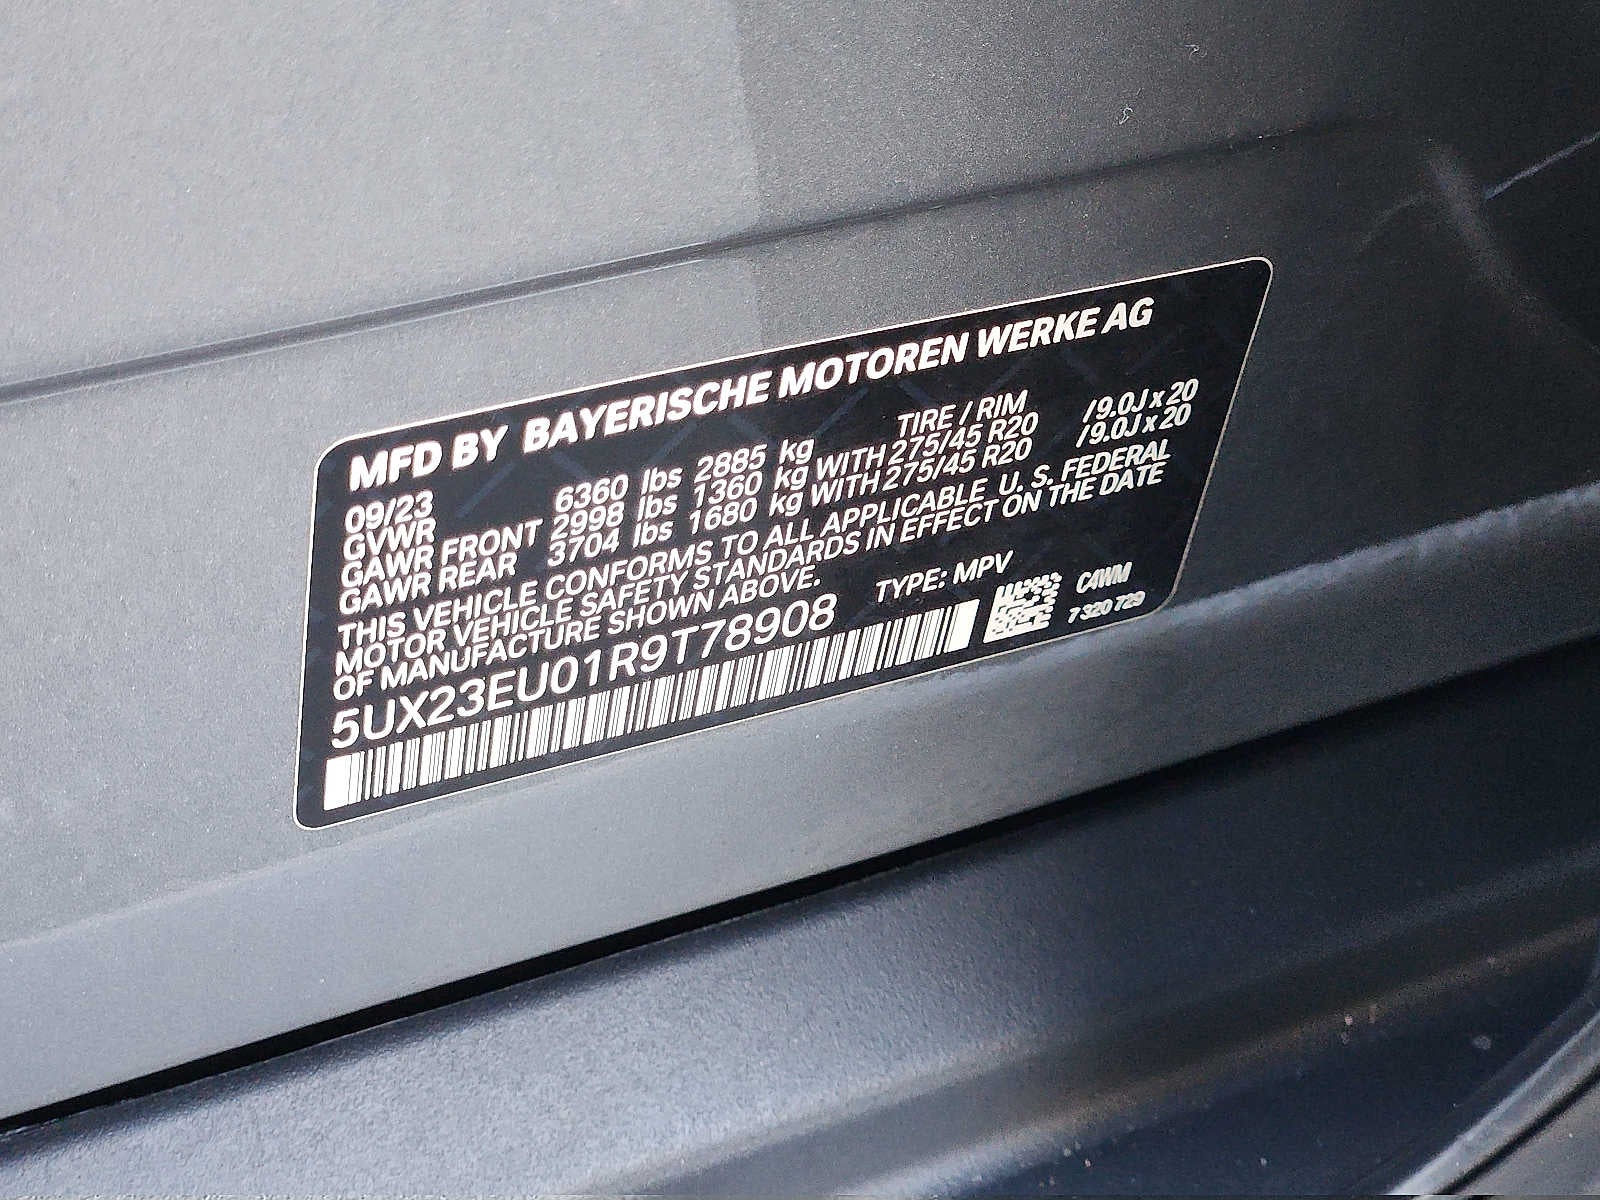 MFD BY BAYERISCHE MOTOREN WERKE AG
09/23 TIRE / RIM
GVWR 6360 lbs 2885 kg
GAWR FRONT 2998 lbs 1360 kg WITH 275/45 R20 /9.0J x 20
GAWR REAR 3704 lbs 1680 kg WITH 275/45 R20 /9.0J x 20
THIS VEHICLE CONFORMS TO ALL APPLICABLE U. S. FEDERAL
MOTOR VEHICLE SAFETY STANDARDS IN EFFECT ON THE DATE
OF MANUFACTURE SHOWN ABOVE.
5UX23EU01R9T78908 TYPE: MPV
C4WM
7 320 729